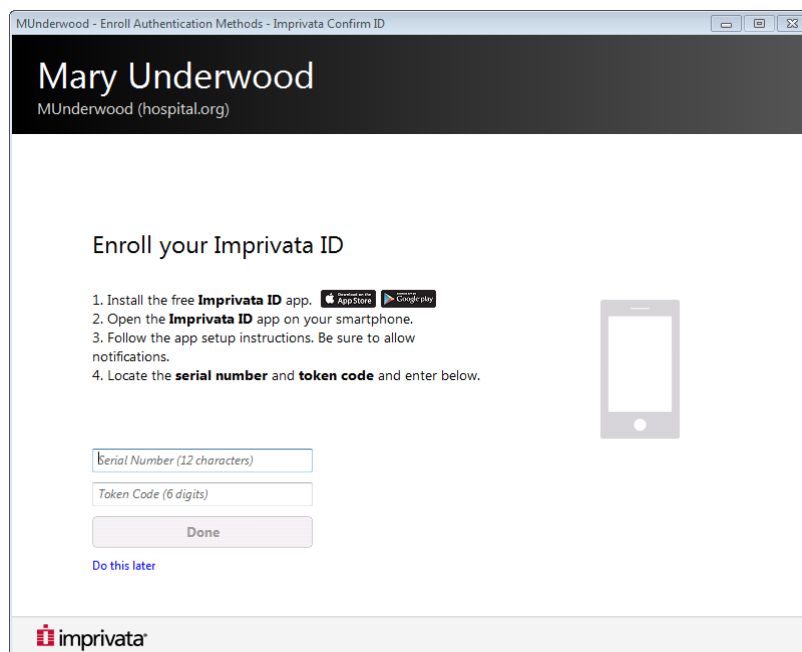 MUnderwood - Enroll Authentication Methods - Imprivata Confirm ID
Mary Underwood
MUnderwood (hospital.org)
Enroll your Imprivata ID
1. Install the free Imprivata ID app. Download on the App Store Google play
2. Open the Imprivata ID app on your smartphone.
3. Follow the app setup instructions. Be sure to allow
notifications.
4. Locate the serial number and token code and enter below.
Serial Number (12 characters)
Token Code (6 digits)
Done
Do this later
imprivata